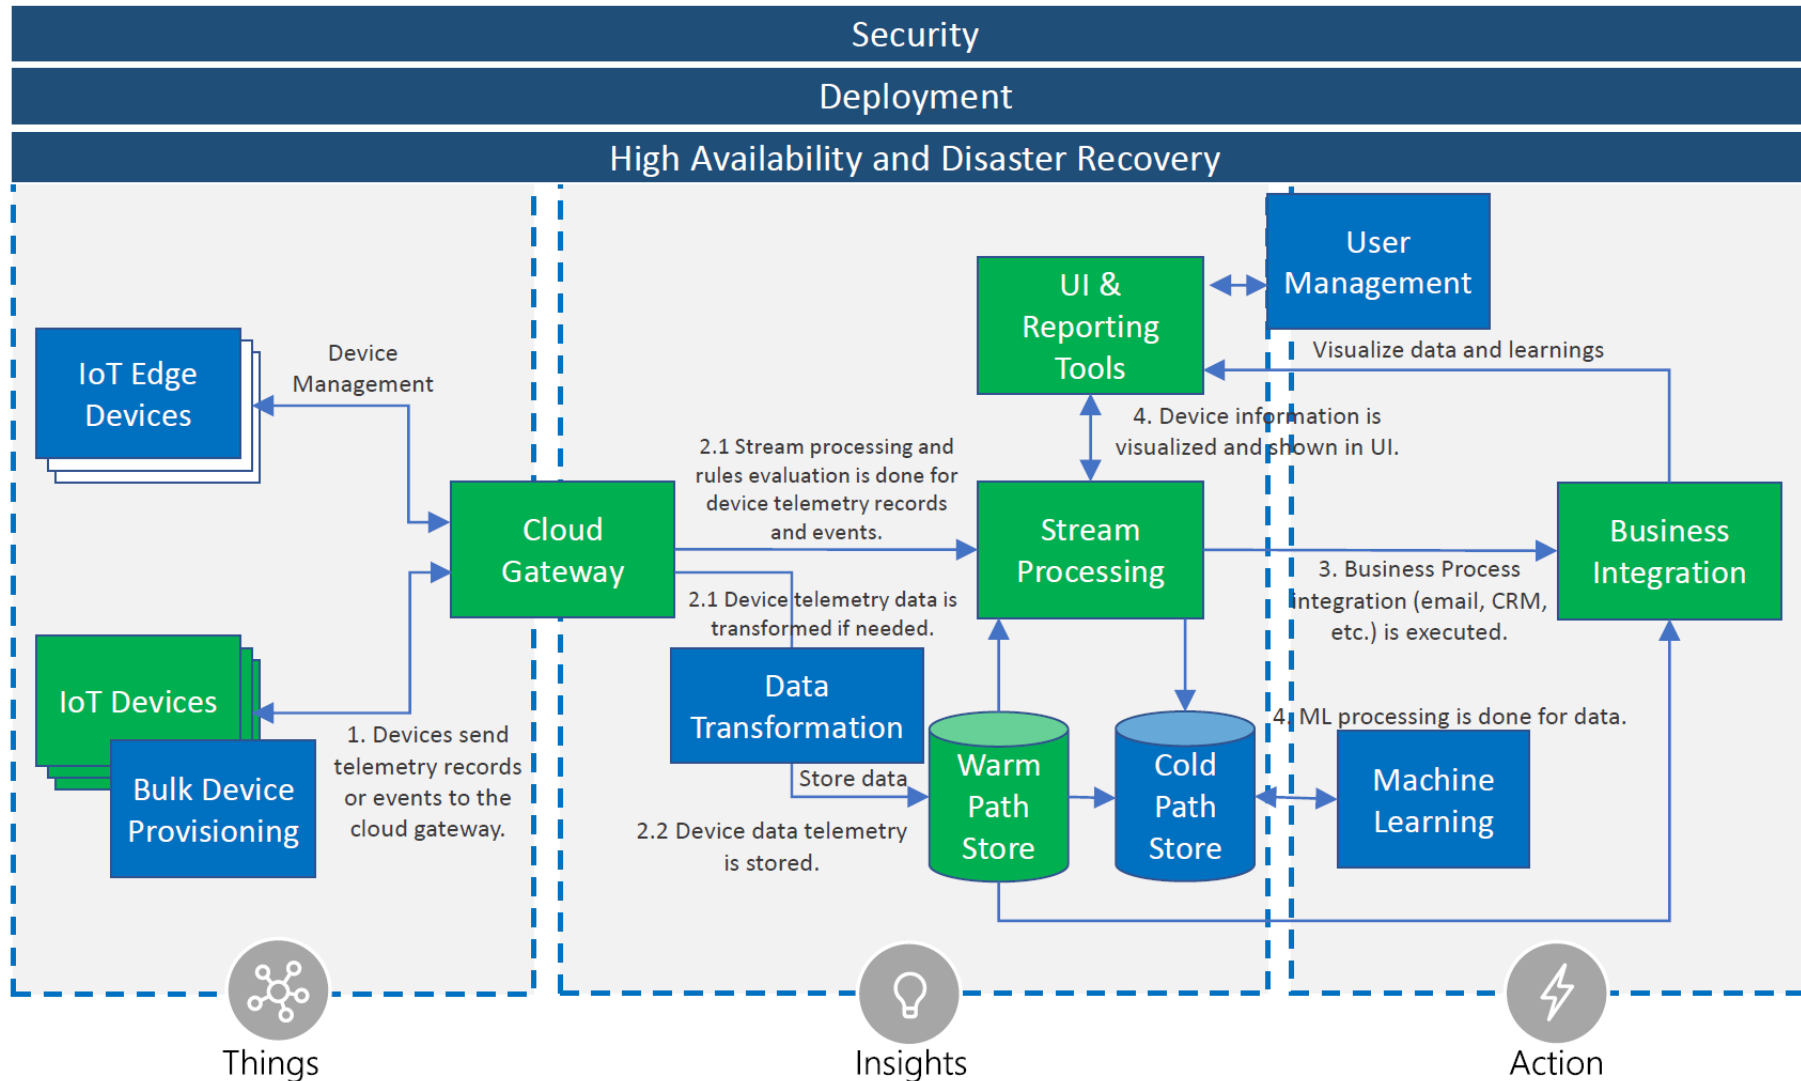 Security
Deployment
High Availability and Disaster Recovery
User
Management
UI &
Reporting
Tools
Visualize data and learnings
IoT Edge
Devices
Device
Management
4. Device information is
visualized and shown in UI.
2.1 Stream processing and
rules evaluation is done for
device telemetry records
and events.
Cloud
Gateway
Stream
Processing
Business
Integration
3. Business Process
integration (email, CRM,
etc.) is executed.
2.1 Device telemetry data is
transformed if needed.
IoT Devices
Bulk Device
Provisioning
1. Devices send
telemetry records
or events to the
cloud gateway.
Data
Transformation
Store data
2.2 Device data telemetry
is stored.
Warm
Path
Store
Cold
Path
Store
4. ML processing is done for data.
Machine
Learning
Things
Insights
Action